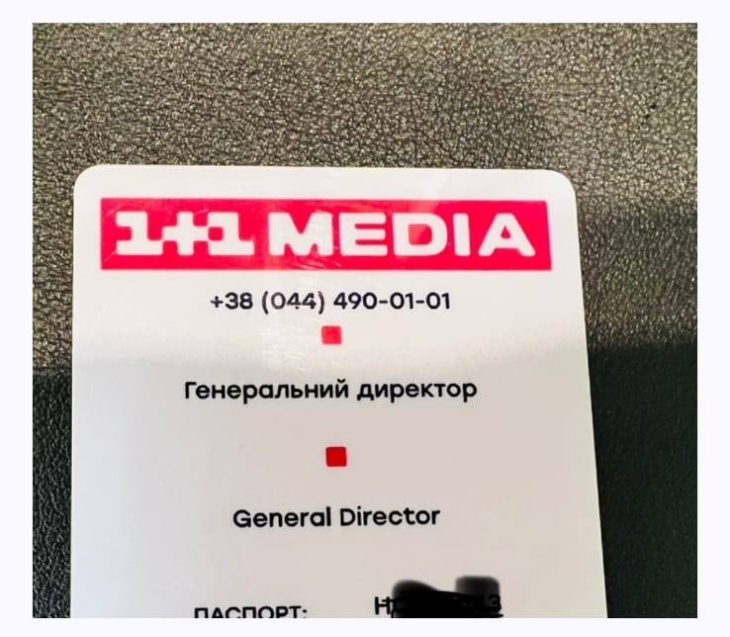 1+1 MEDIA
+38 (044) 490-01-01
Генеральний директор
General Director
ПАСПОРТ: